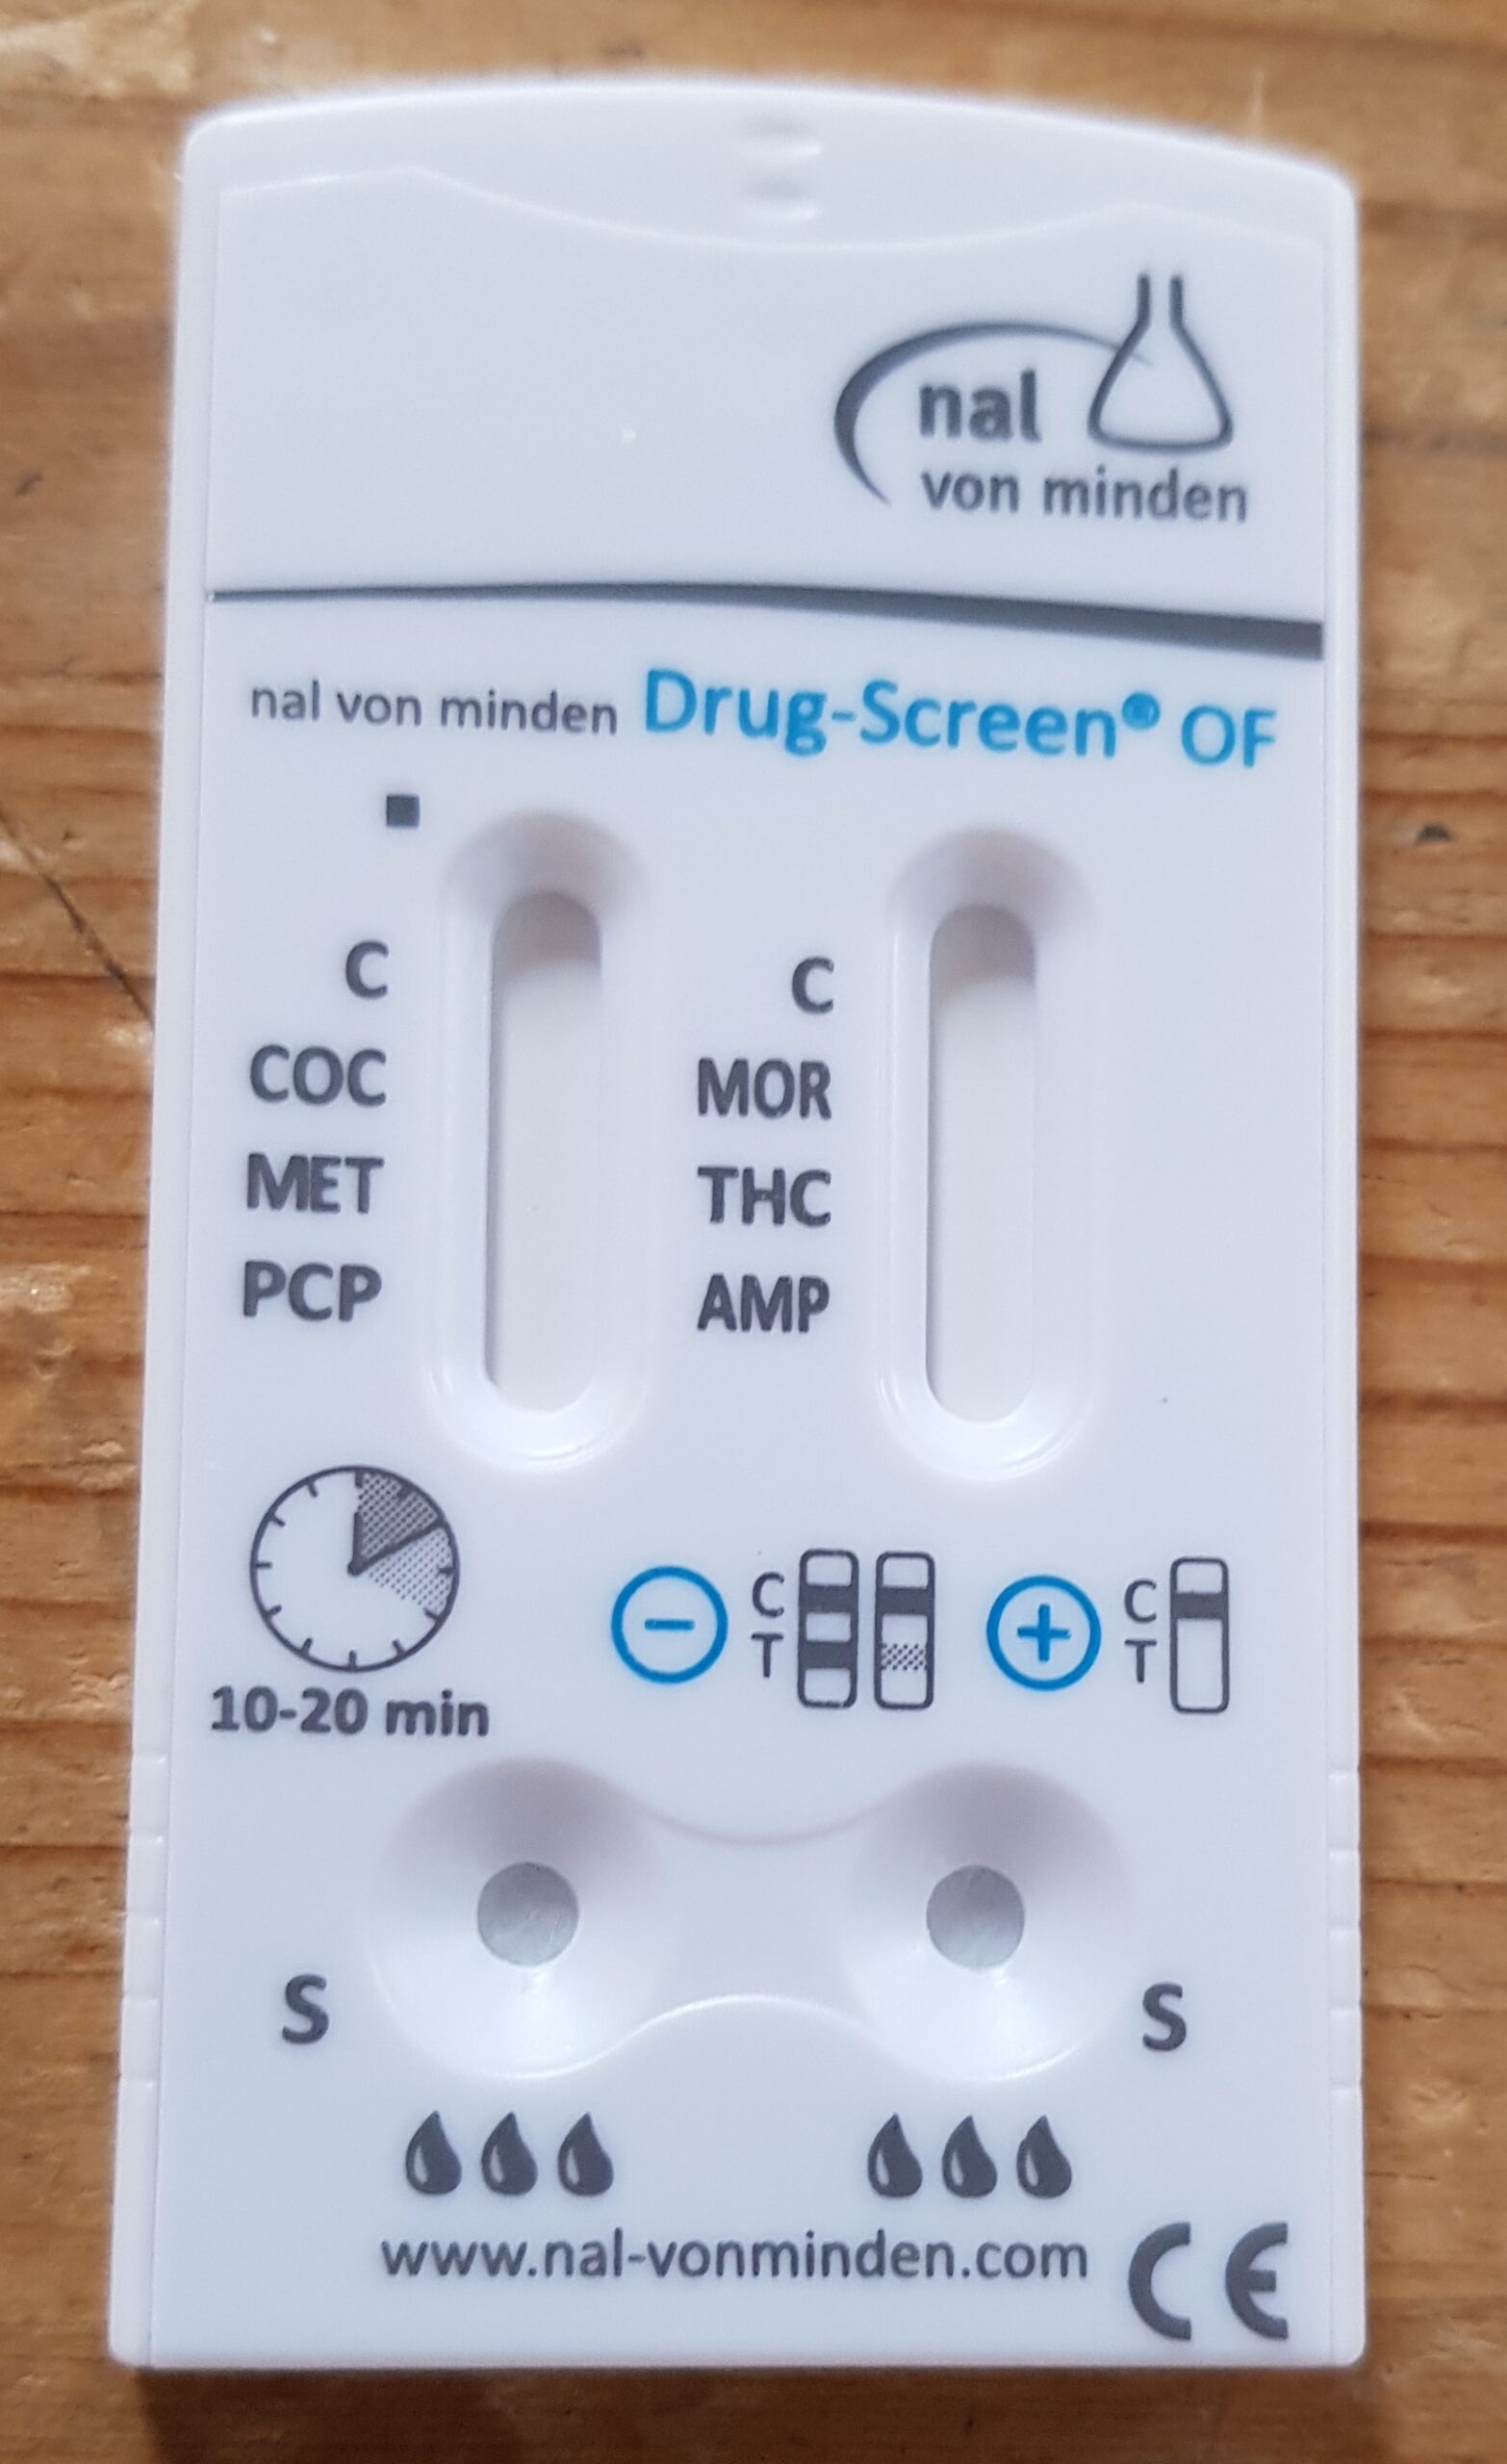 nal
von minden
nal von minden Drug-Screen® OF
C
COC
MET
PCP
C
MOR
THC
AMP
10-20 min
- C T
+ C T
S
S
www.nal-vonminden.com
CE